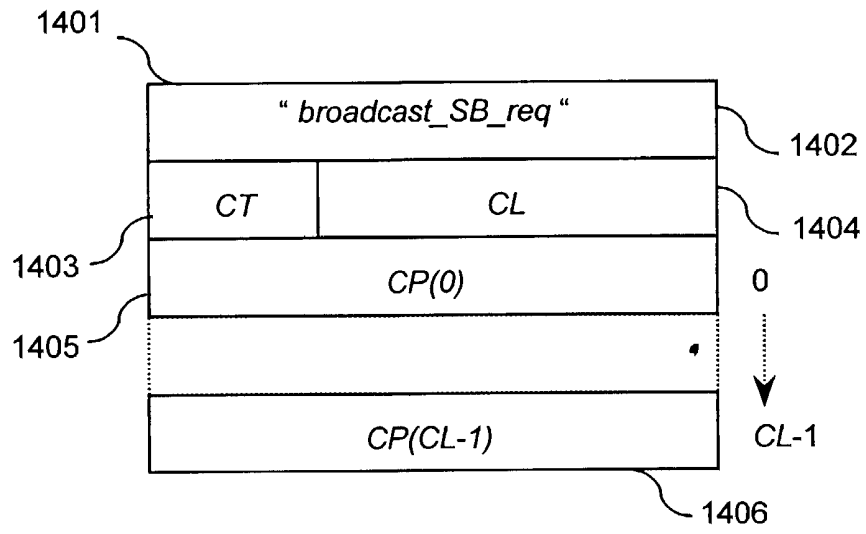 1401
“ broadcast_SB_req “
1402
CT CL
1404
1403
CP(0) 0
1405
CP(CL-1) CL-1
1406